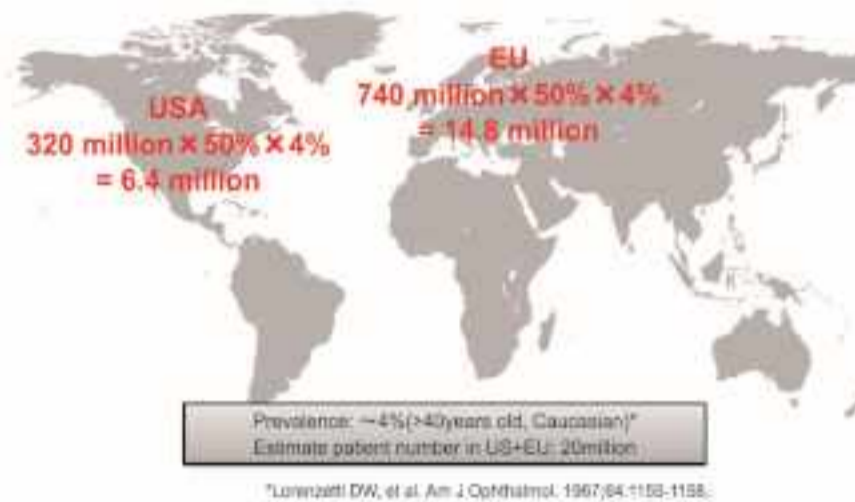 USA
320 million × 50% × 4%
= 6.4 million
EU
740 million × 50% × 4%
= 14.8 million
Prevalence: ~4%(>40years old, Caucasian)*
Estimate patient number in US+EU: 20million
*Lorenzetti DW, et al. Am J Ophthalmol. 1967;64:1155-1158.